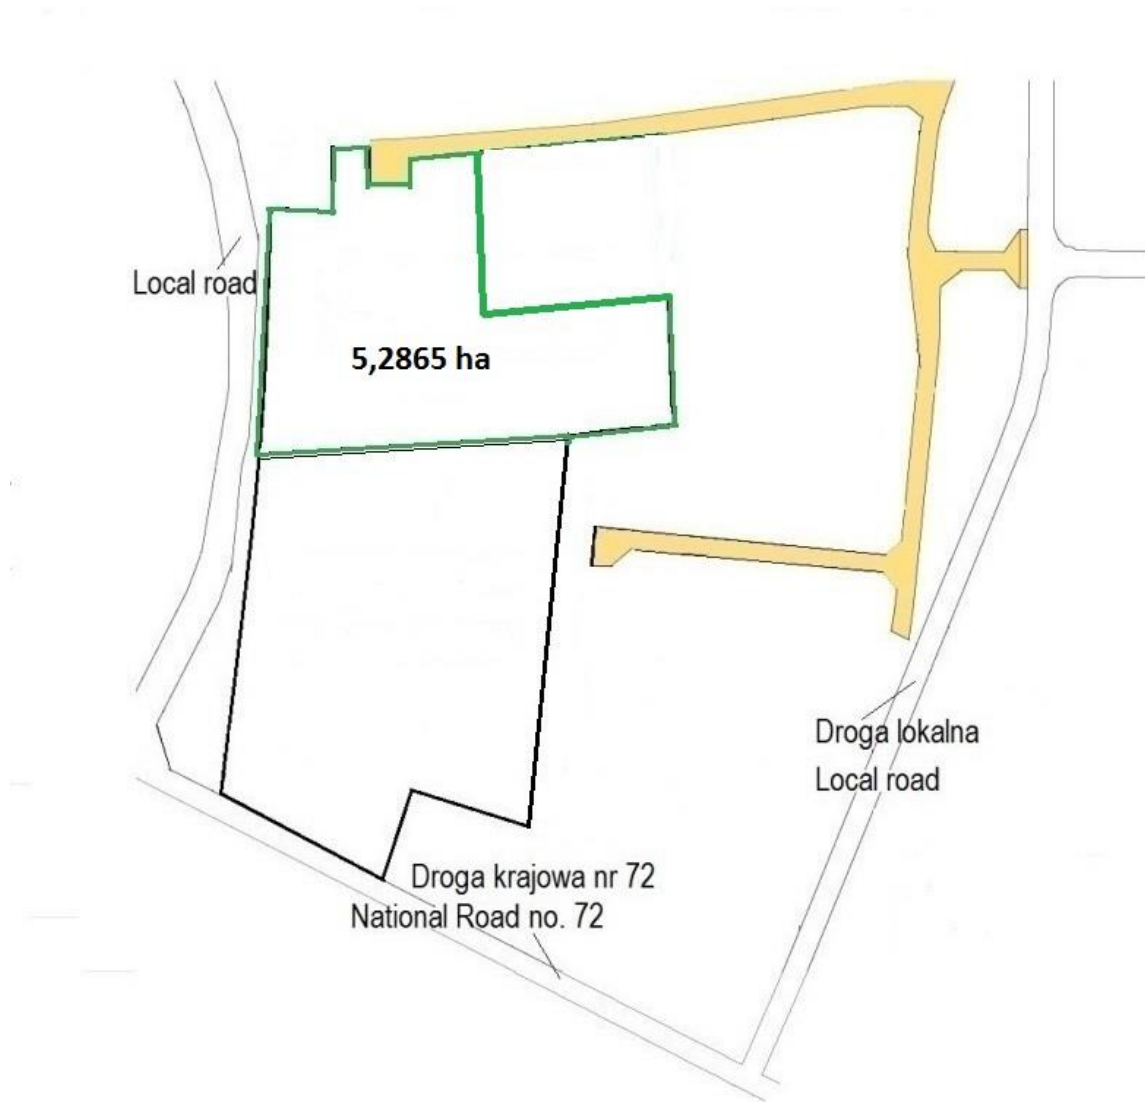 Local road
5,2865 ha
Droga lokalna
Local road
Droga krajowa nr 72
National Road no. 72